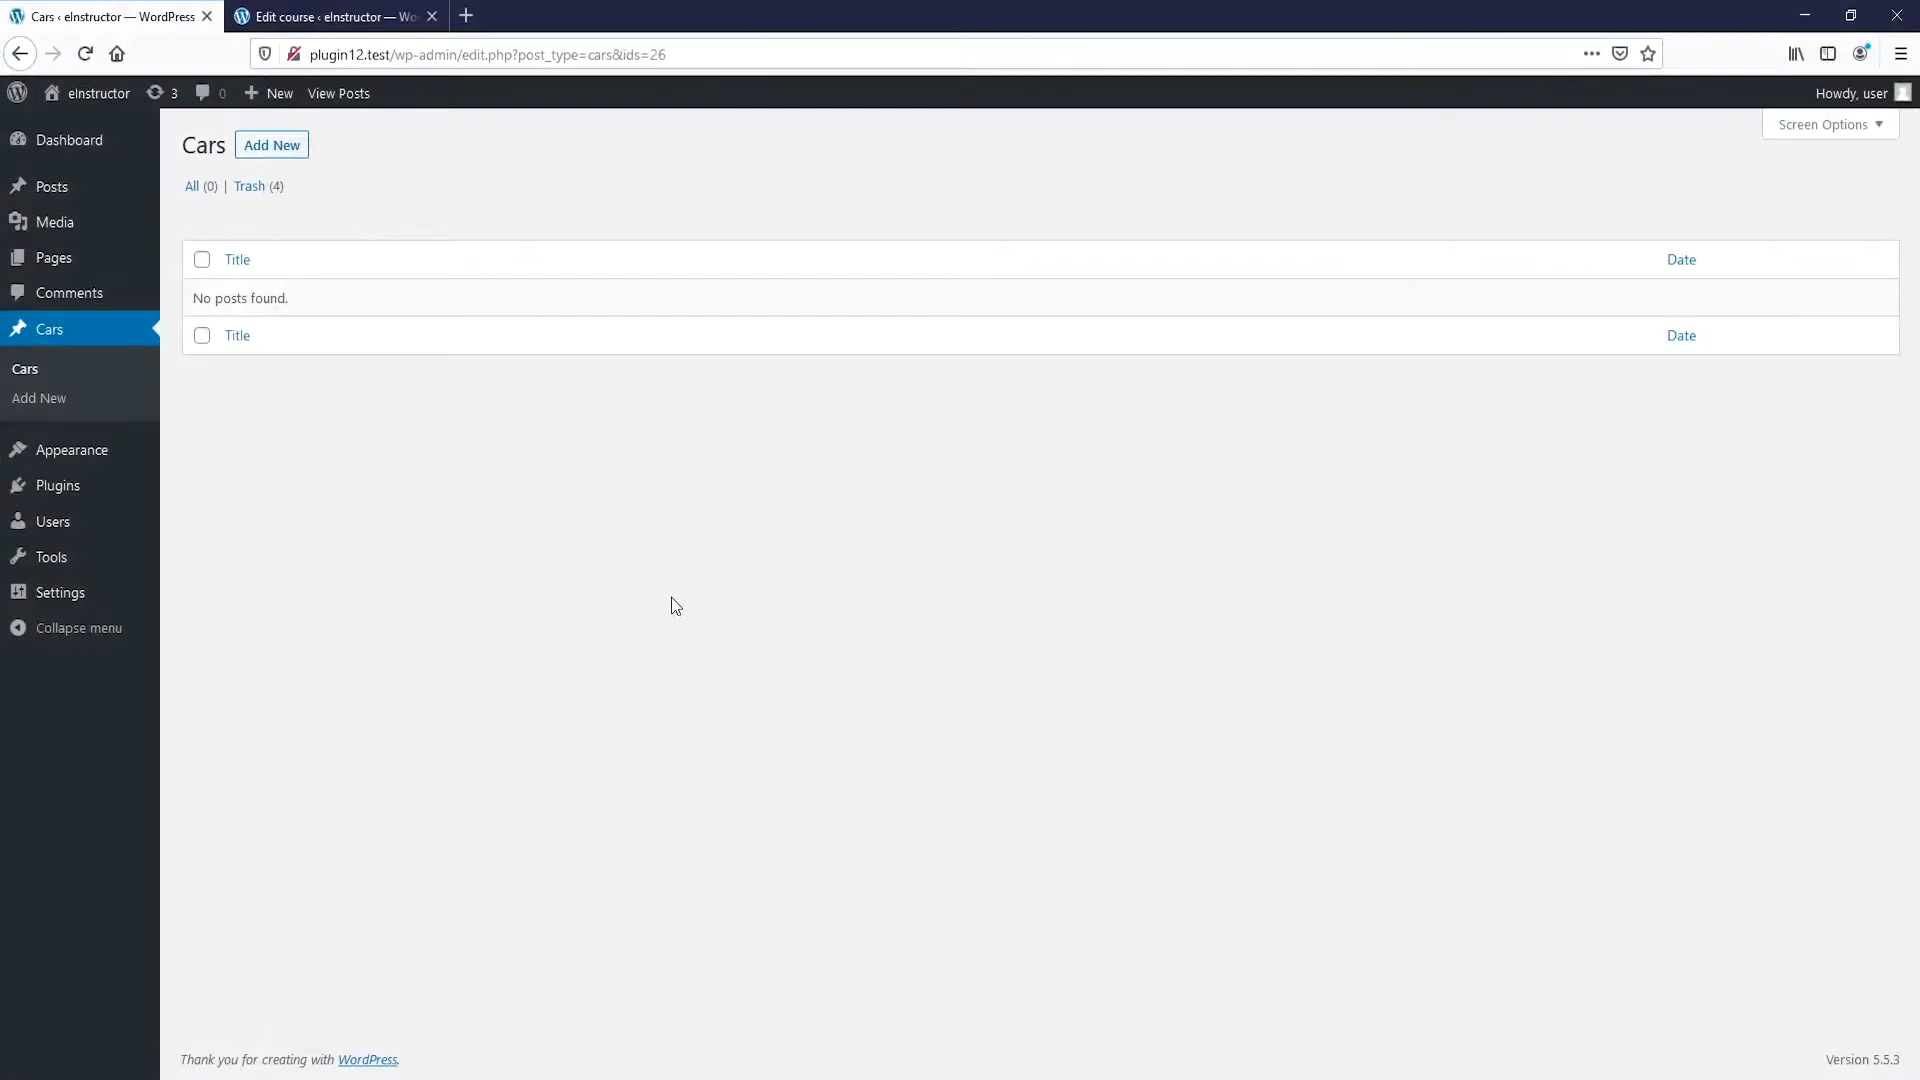 Cars ‹ eInstructor — WordPress
Edit course ‹ eInstructor — Wo
plugin12.test/wp-admin/edit.php?post_type=cars&ids=26
eInstructor 3 0 New View Posts
Howdy, user
Dashboard
Posts
Media
Pages
Comments
Cars
Cars
Add New
Appearance
Plugins
Users
Tools
Settings
Collapse menu
Screen Options
Cars Add New
All (0) | Trash (4)
Title Date
No posts found.
Title Date
Thank you for creating with WordPress.
Version 5.5.3